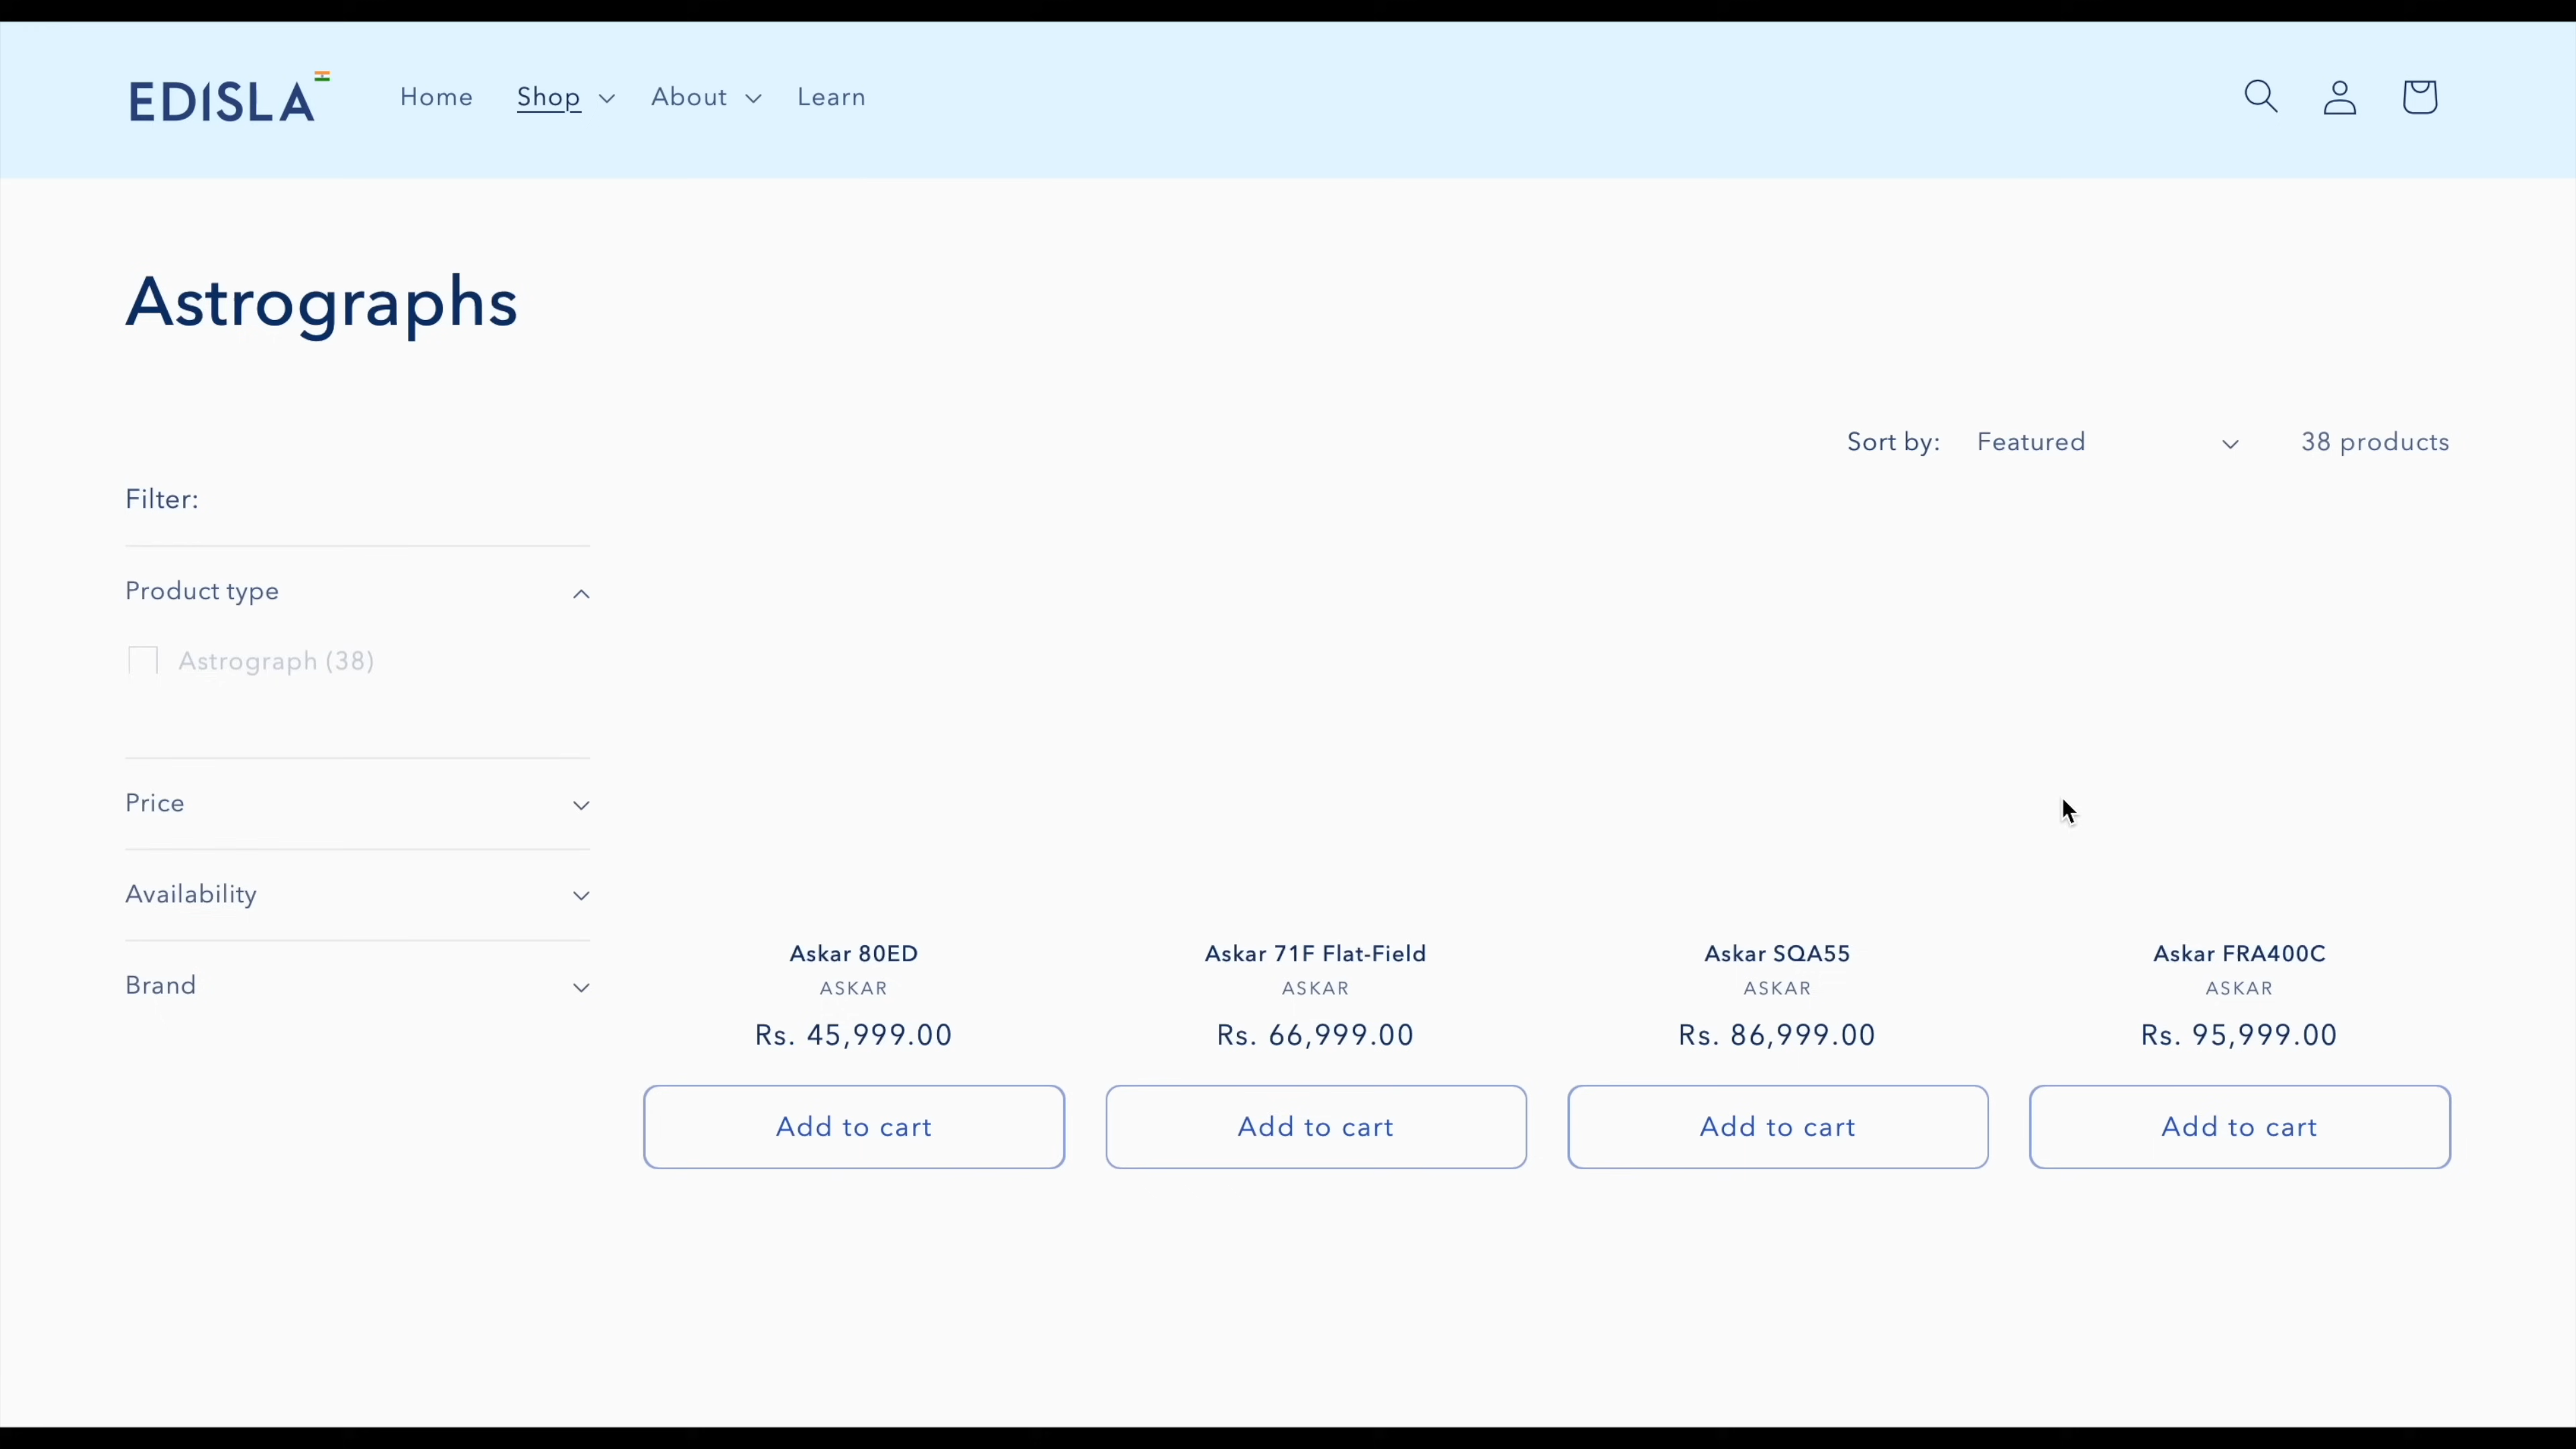 EDISLA
Home
Shop
About
Learn
Astrographs
Sort by:
Featured
38 products
Filter:
Product type
Astrograph (38)
Price
Availability
Brand
Askar 80ED
ASKAR
Rs. 45,999.00
Add to cart
Askar 71F Flat-Field
ASKAR
Rs. 66,999.00
Add to cart
Askar SQA55
ASKAR
Rs. 86,999.00
Add to cart
Askar FRA400C
ASKAR
Rs. 95,999.00
Add to cart